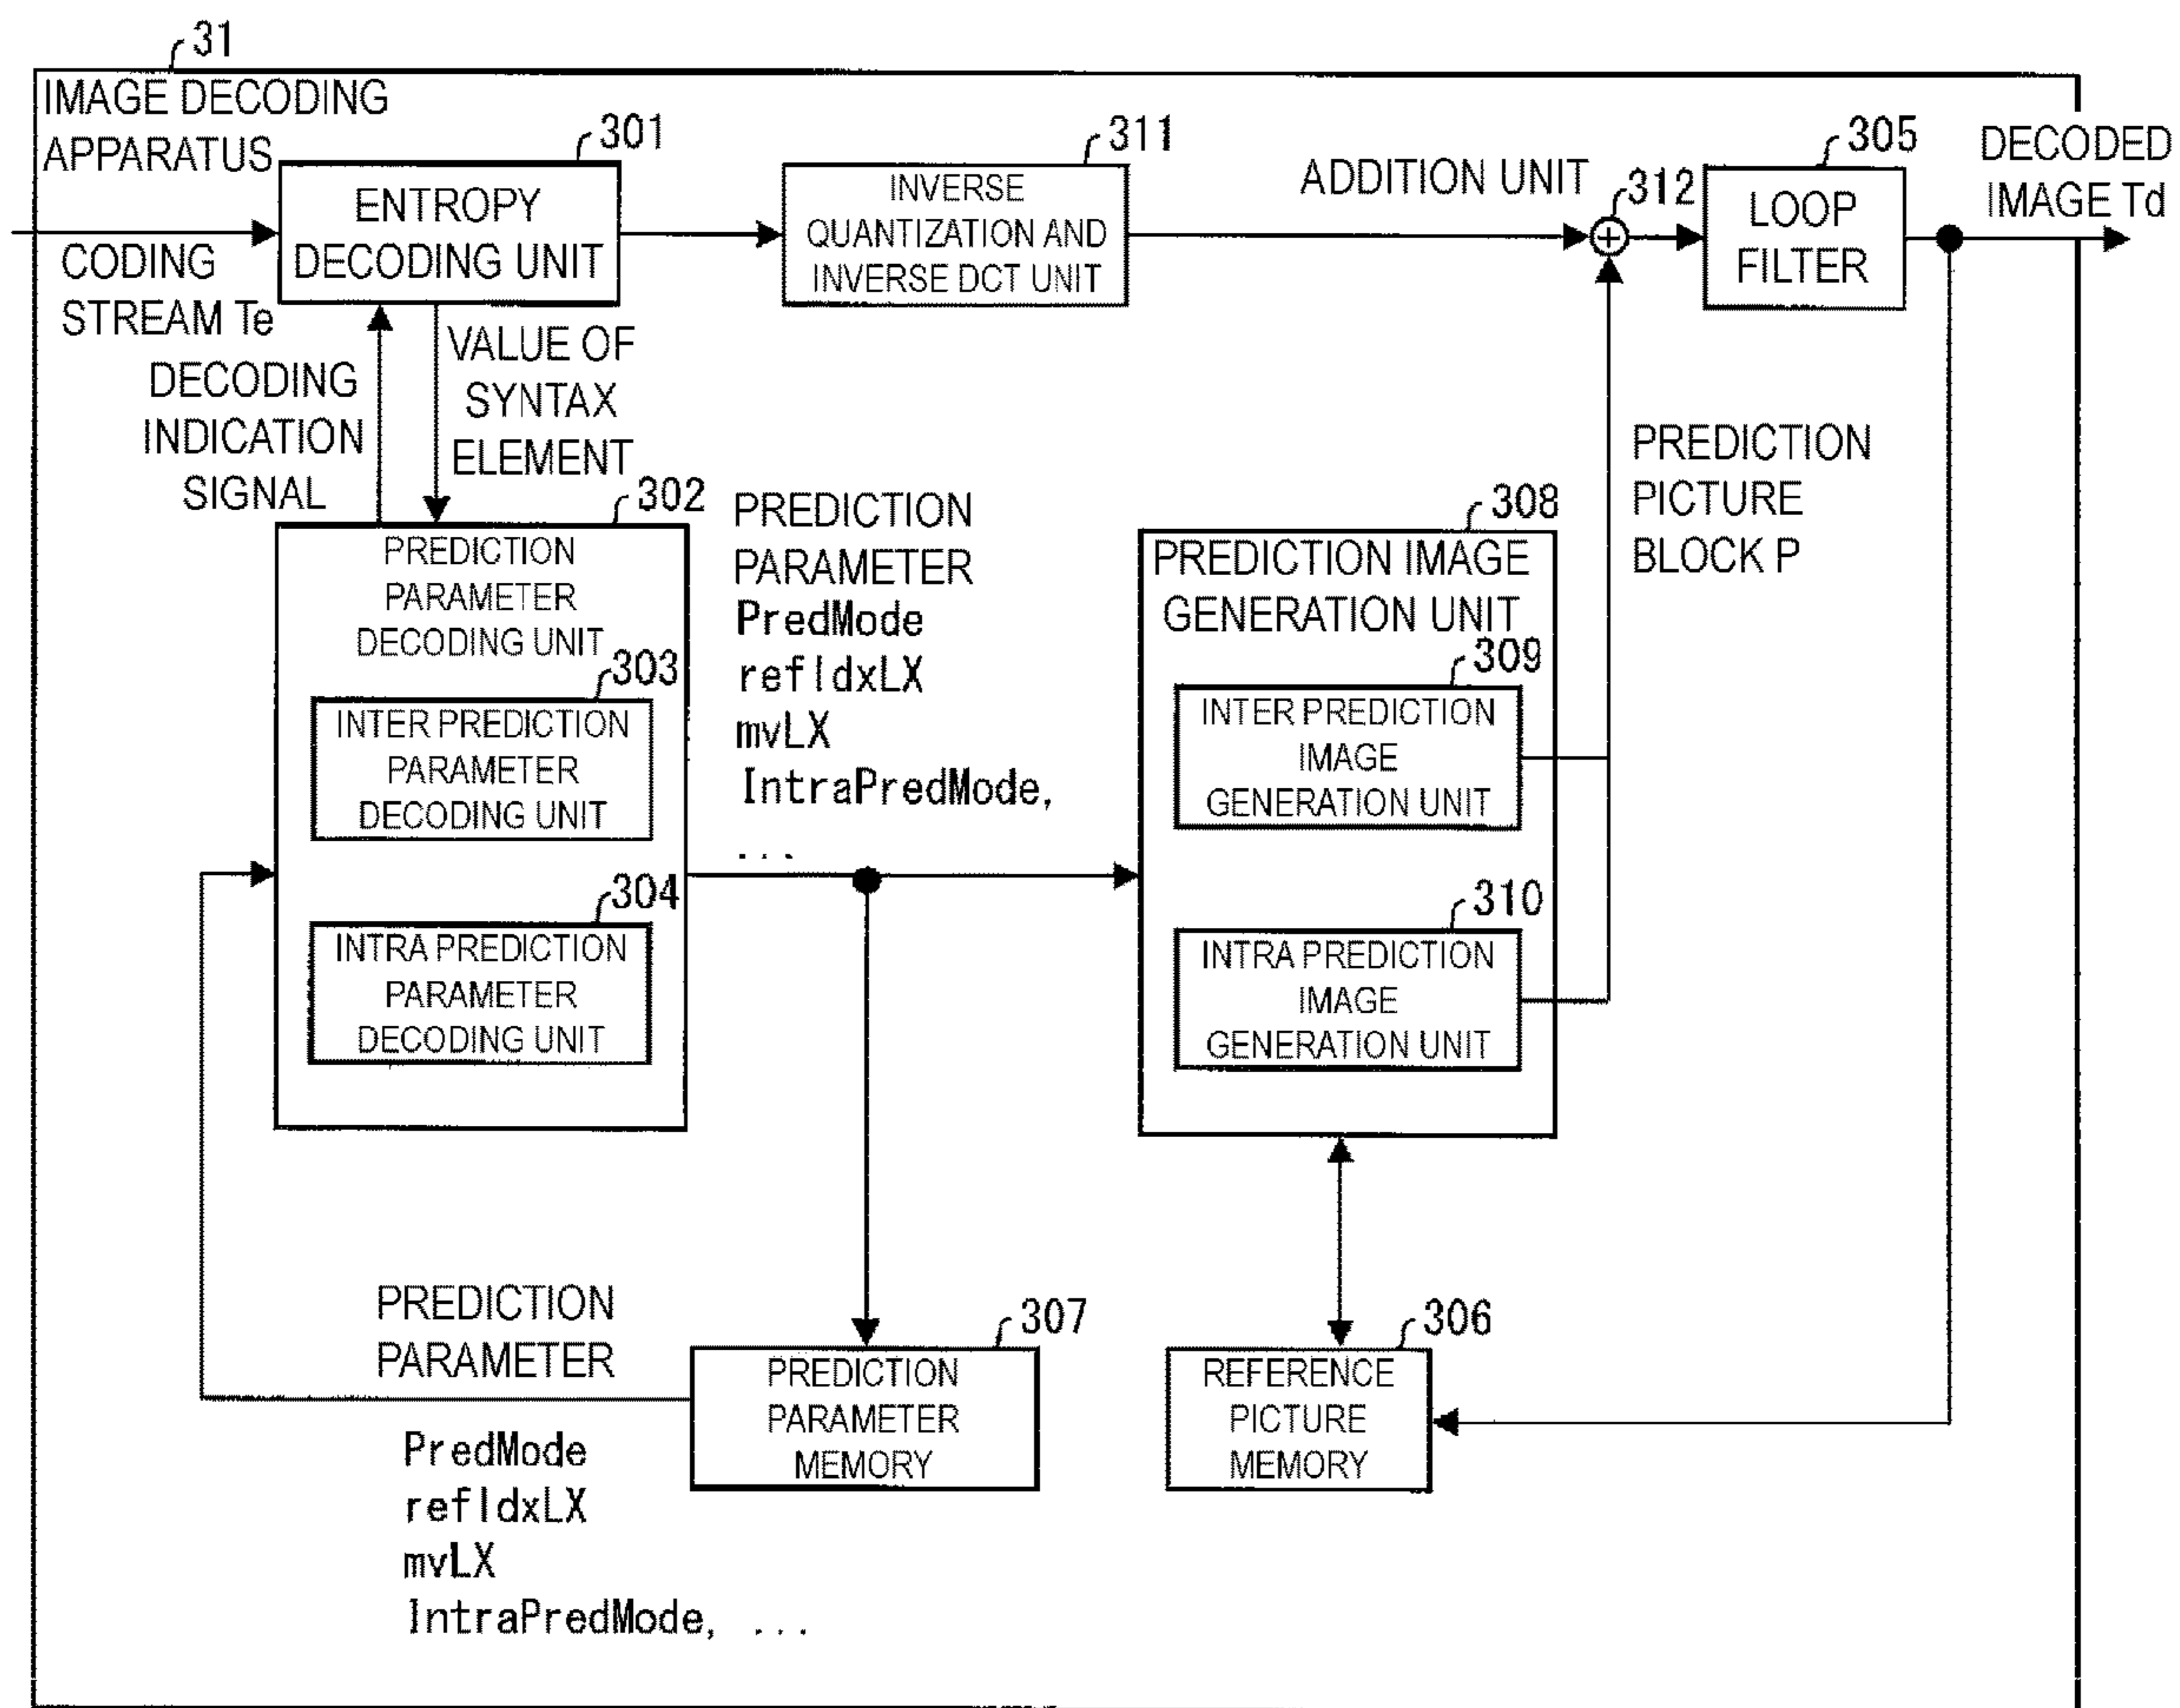 31
IMAGE DECODING
APPARATUS
301
ENTROPY
DECODING UNIT
311
INVERSE
QUANTIZATION AND
INVERSE DCT UNIT
ADDITION UNIT
312
305
LOOP
FILTER
DECODED
IMAGE Td
CODING
STREAM Te
DECODING
INDICATION
SIGNAL
VALUE OF
SYNTAX
ELEMENT
302
PREDICTION
PARAMETER
DECODING UNIT
303
INTER PREDICTION
PARAMETER
DECODING UNIT
304
INTRA PREDICTION
PARAMETER
DECODING UNIT
PREDICTION
PARAMETER
PredMode
refIdxLX
mvLX
IntraPredMode,
...
308
PREDICTION IMAGE
GENERATION UNIT
309
INTER PREDICTION
IMAGE
GENERATION UNIT
310
INTRA PREDICTION
IMAGE
GENERATION UNIT
PREDICTION
PICTURE
BLOCK P
PREDICTION
PARAMETER
PredMode
refIdxLX
mvLX
IntraPredMode, ...
307
PREDICTION
PARAMETER
MEMORY
306
REFERENCE
PICTURE
MEMORY